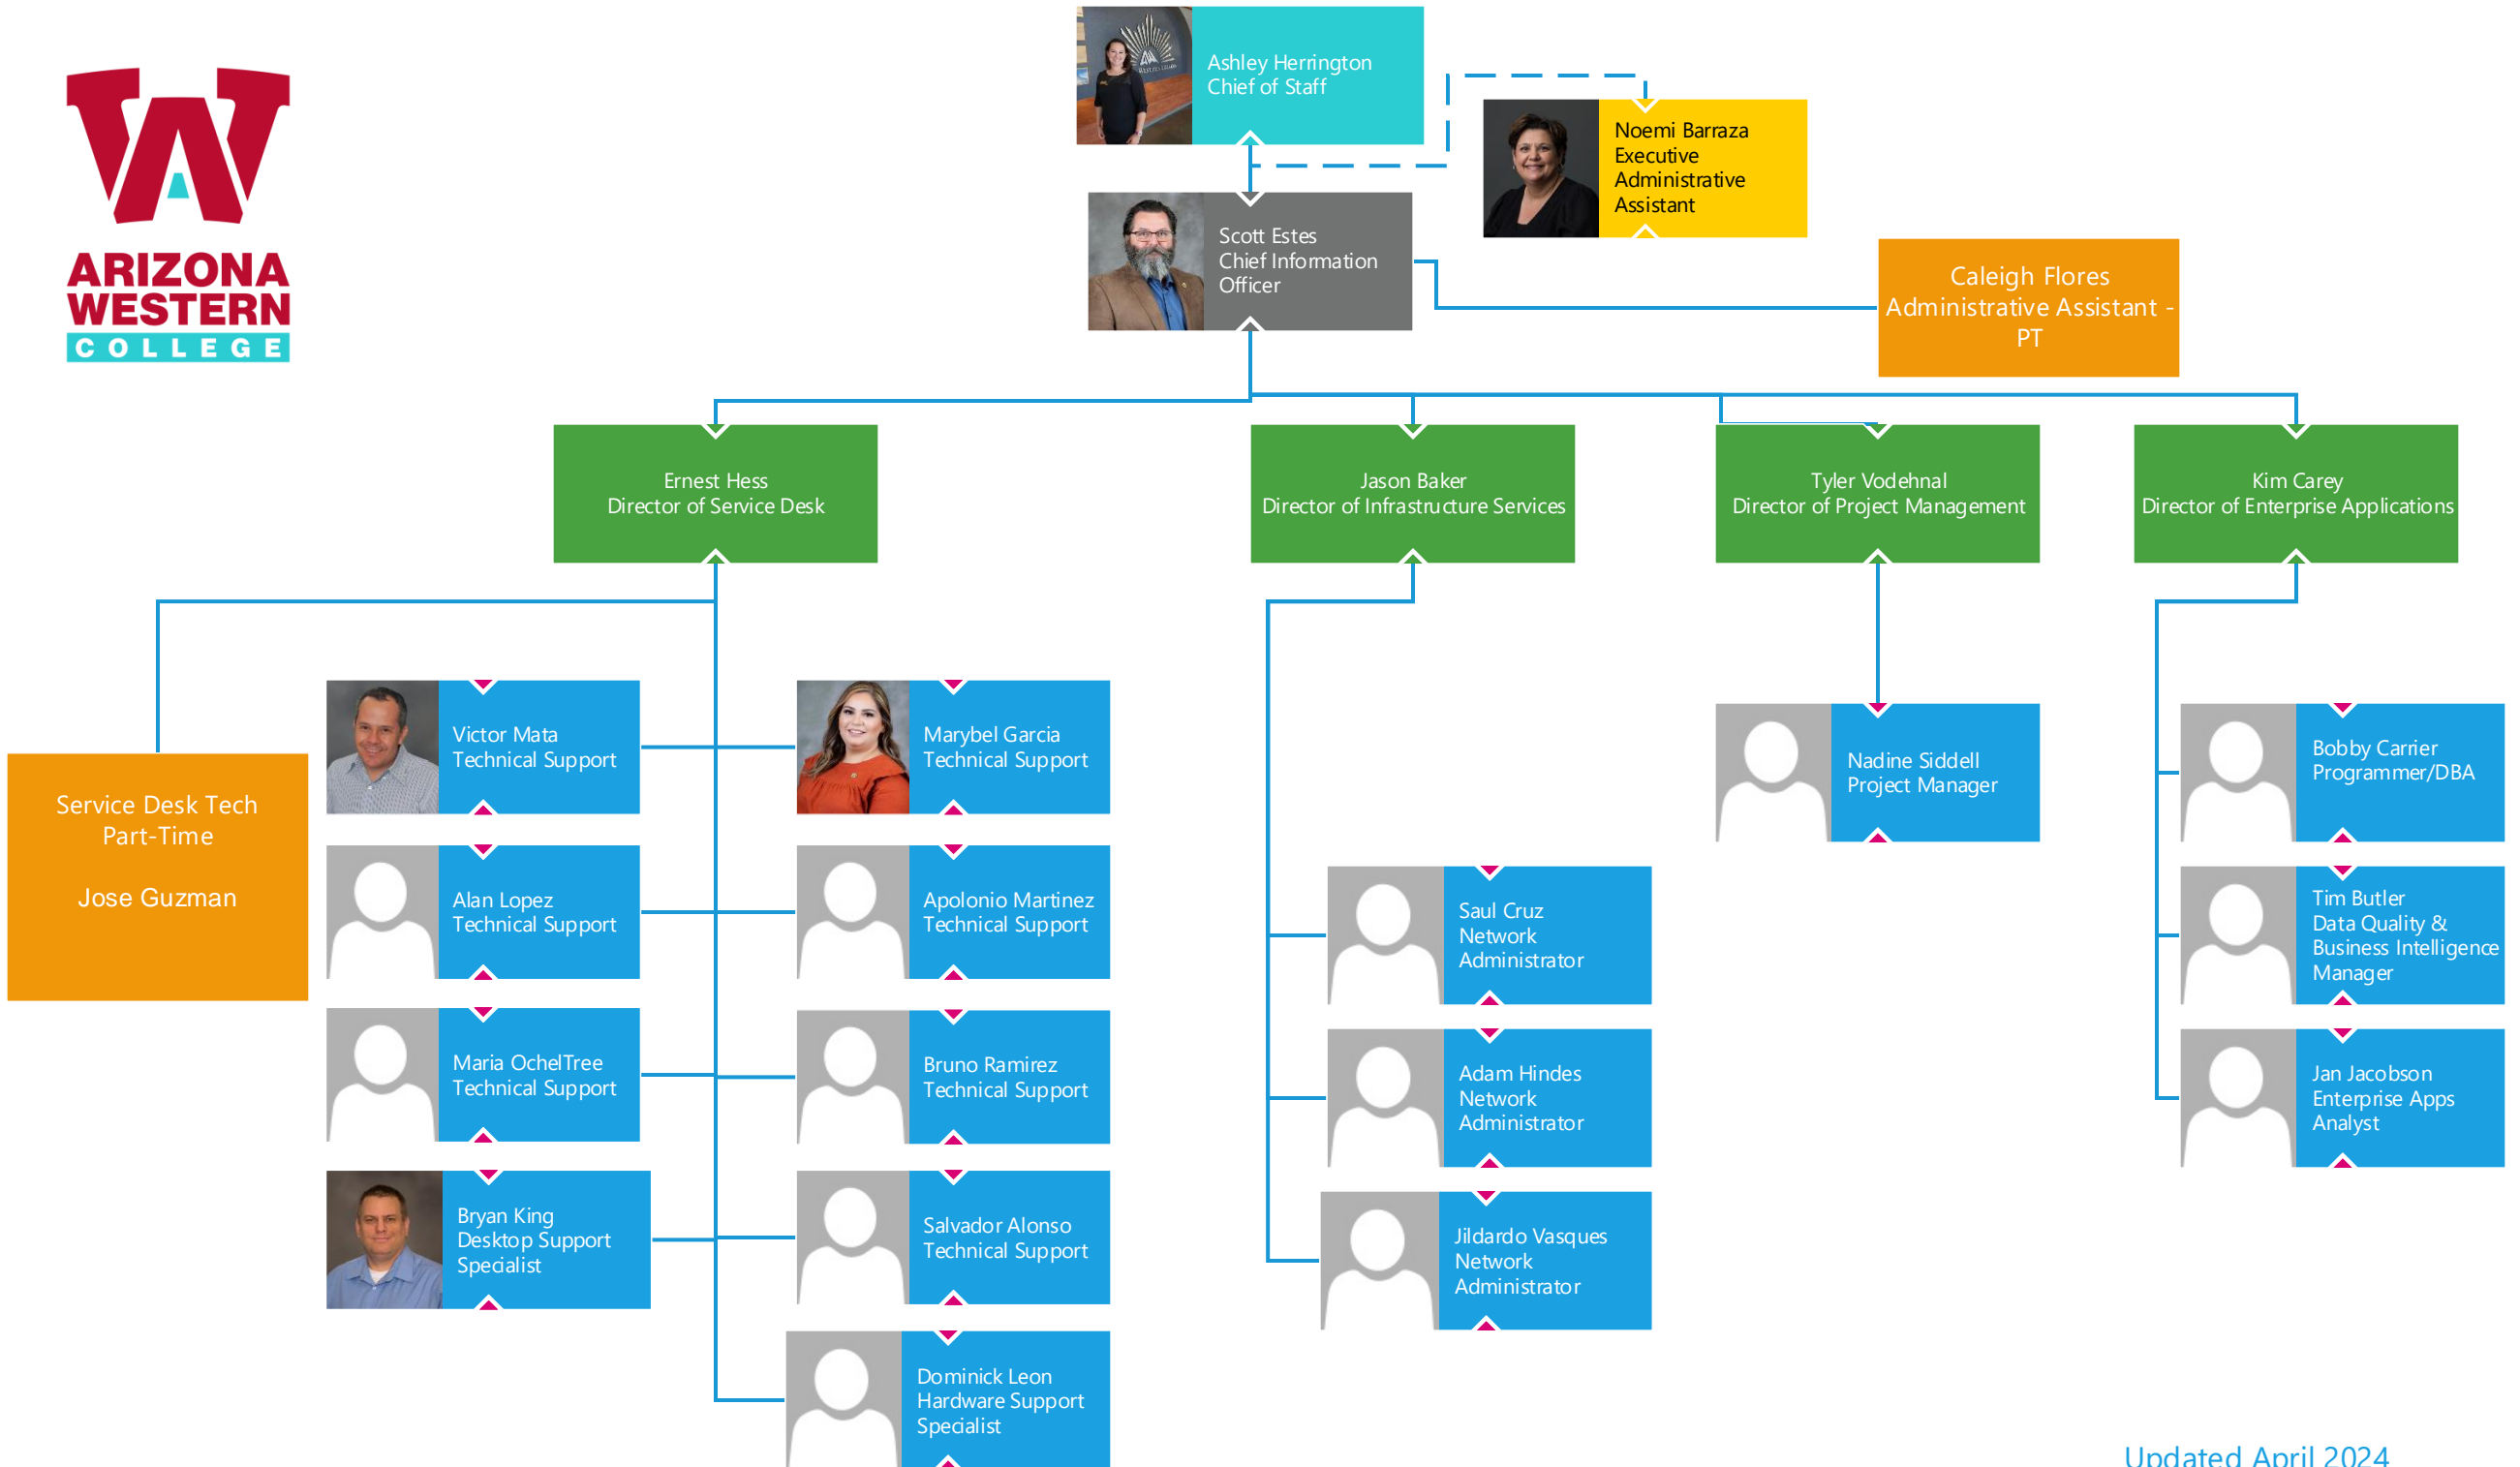 ARIZONA
WESTERN
COLLEGE
Ashley Herrington
Chief of Staff
Noemi Barraza
Executive
Administrative
Assistant
Scott Estes
Chief Information
Officer
Caleigh Flores
Administrative Assistant -
PT
Ernest Hess
Director of Service Desk
Jason Baker
Director of Infrastructure Services
Tyler Vodehnal
Director of Project Management
Kim Carey
Director of Enterprise Applications
Service Desk Tech
Part-Time
Jose Guzman
Victor Mata
Technical Support
Marybel Garcia
Technical Support
Alan Lopez
Technical Support
Apolonio Martinez
Technical Support
Maria OchelTree
Technical Support
Bruno Ramirez
Technical Support
Bryan King
Desktop Support
Specialist
Salvador Alonso
Technical Support
Dominick Leon
Hardware Support
Specialist
Saul Cruz
Network
Administrator
Adam Hindes
Network
Administrator
Jildardo Vasques
Network
Administrator
Nadine Siddell
Project Manager
Bobby Carrier
Programmer/DBA
Tim Butler
Data Quality &
Business Intelligence
Manager
Jan Jacobson
Enterprise Apps
Analyst
Updated April 2024